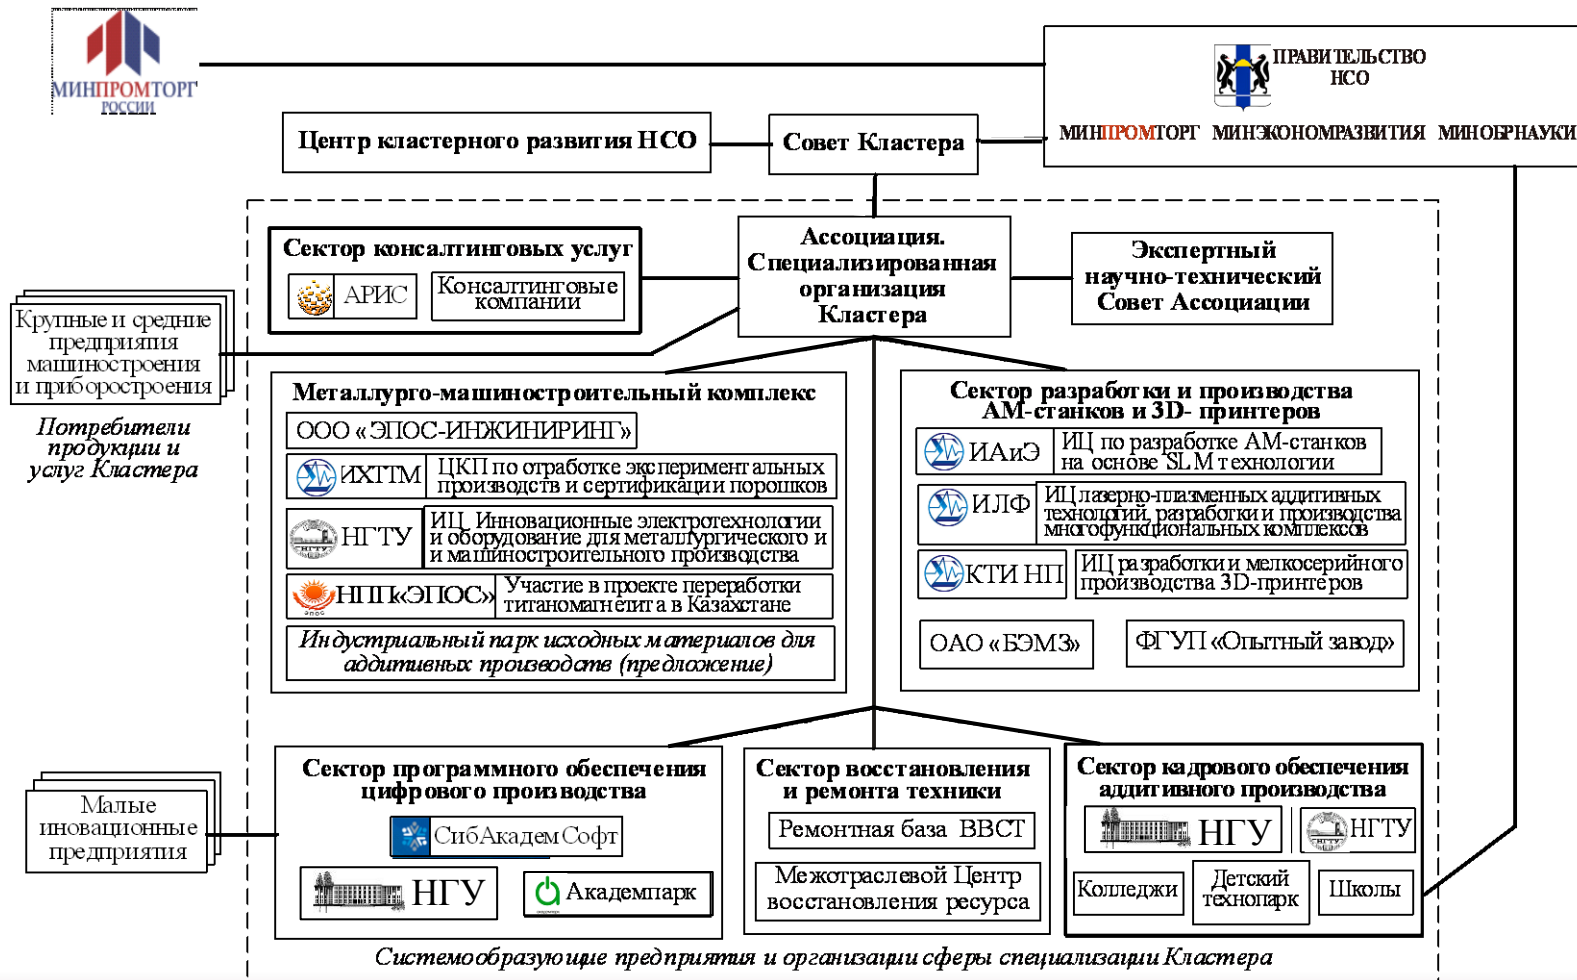 МИНПРОМТОРГ
РОССИИ
ПРАВИТЕЛЬСТВО
НСО
МИНПРОМТОРГ МИНЭКОНОМРАЗВИТИЯ МИНОБРНАУКИ
Центр кластерного развития НСО
Совет Кластера
Сектор консалтинговых услуг
АРИС
Консалтинговые
компании
Ассоциация.
Специализированная
организация
Кластера
Экспертный
научно-технический
Совет Ассоциации
Крупные и средние
предприятия
машиностроения
и приборостроения
Потребители
продукции и
услуг Кластера
Металлурго-машиностроительный комплекс
ООО «ЭПОС-ИНЖИНИРИНГ»
ИХТТМ
ЦКП по отработке экспериментальных
производств и сертификации порошков
НГТУ
ИЦ Инновационные электротехнологии
и оборудование для металлургического и
и машиностроительного производства
НПП«ЭПОС»
Участие в проекте переработки
титаномагнетита в Казахстане
Индустриальный парк исходных материалов для
аддитивных производств (предложение)
Сектор разработки и производства
АМ-станков и 3D- принтеров
ИАиЭ
ИЦ по разработке АМ-станков
на основе SLM технологии
ИЛФ
ИЦ лазерно-плазменных аддитивных
технологий, разработки и производства
многофункциональных комплексов
КТИ НП
ИЦ разработки и мелкосерийного
производства 3D-принтеров
ОАО «БЭМЗ»
ФГУП «Опытный завод»
Малые
иновационные
предприятия
Сектор программного обеспечения
цифрового производства
СибАкадемСофт
НГУ
Академпарк
Сектор восстановления
и ремонта техники
Ремонтная база ВВСТ
Межотраслевой Центр
восстановления ресурса
Сектор кадрового обеспечения
аддитивного производства
НГУ
НГТУ
Колледжи
Детский
технопарк
Школы
Системообразующие предприятия и организации сферы специализации Кластера